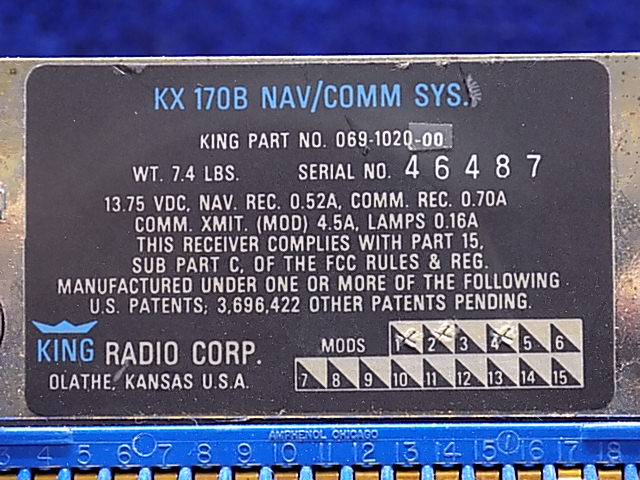 KX 170B NAV/COMM SYS.
KING PART NO. 069-1020-00
WT. 7.4 LBS. SERIAL NO. 46487
13.75 VDC, NAV. REC. 0.52A, COMM. REC. 0.70A
COMM. XMIT. (MOD) 4.5A, LAMPS 0.16A
THIS RECEIVER COMPLIES WITH PART 15,
SUB PART C, OF THE FCC RULES & REG.
MANUFACTURED UNDER ONE OR MORE OF THE FOLLOWING
U.S. PATENTS; 3,696,422 OTHER PATENTS PENDING.
KING RADIO CORP.
OLATHE, KANSAS U.S.A.
MODS 1 2 3 4 5 6
7 8 9 10 11 12 13 14 15
AMPHENOL CHICAGO
3 4 5 6 7 8 9 10 11 12 13 14 15 16 17 18